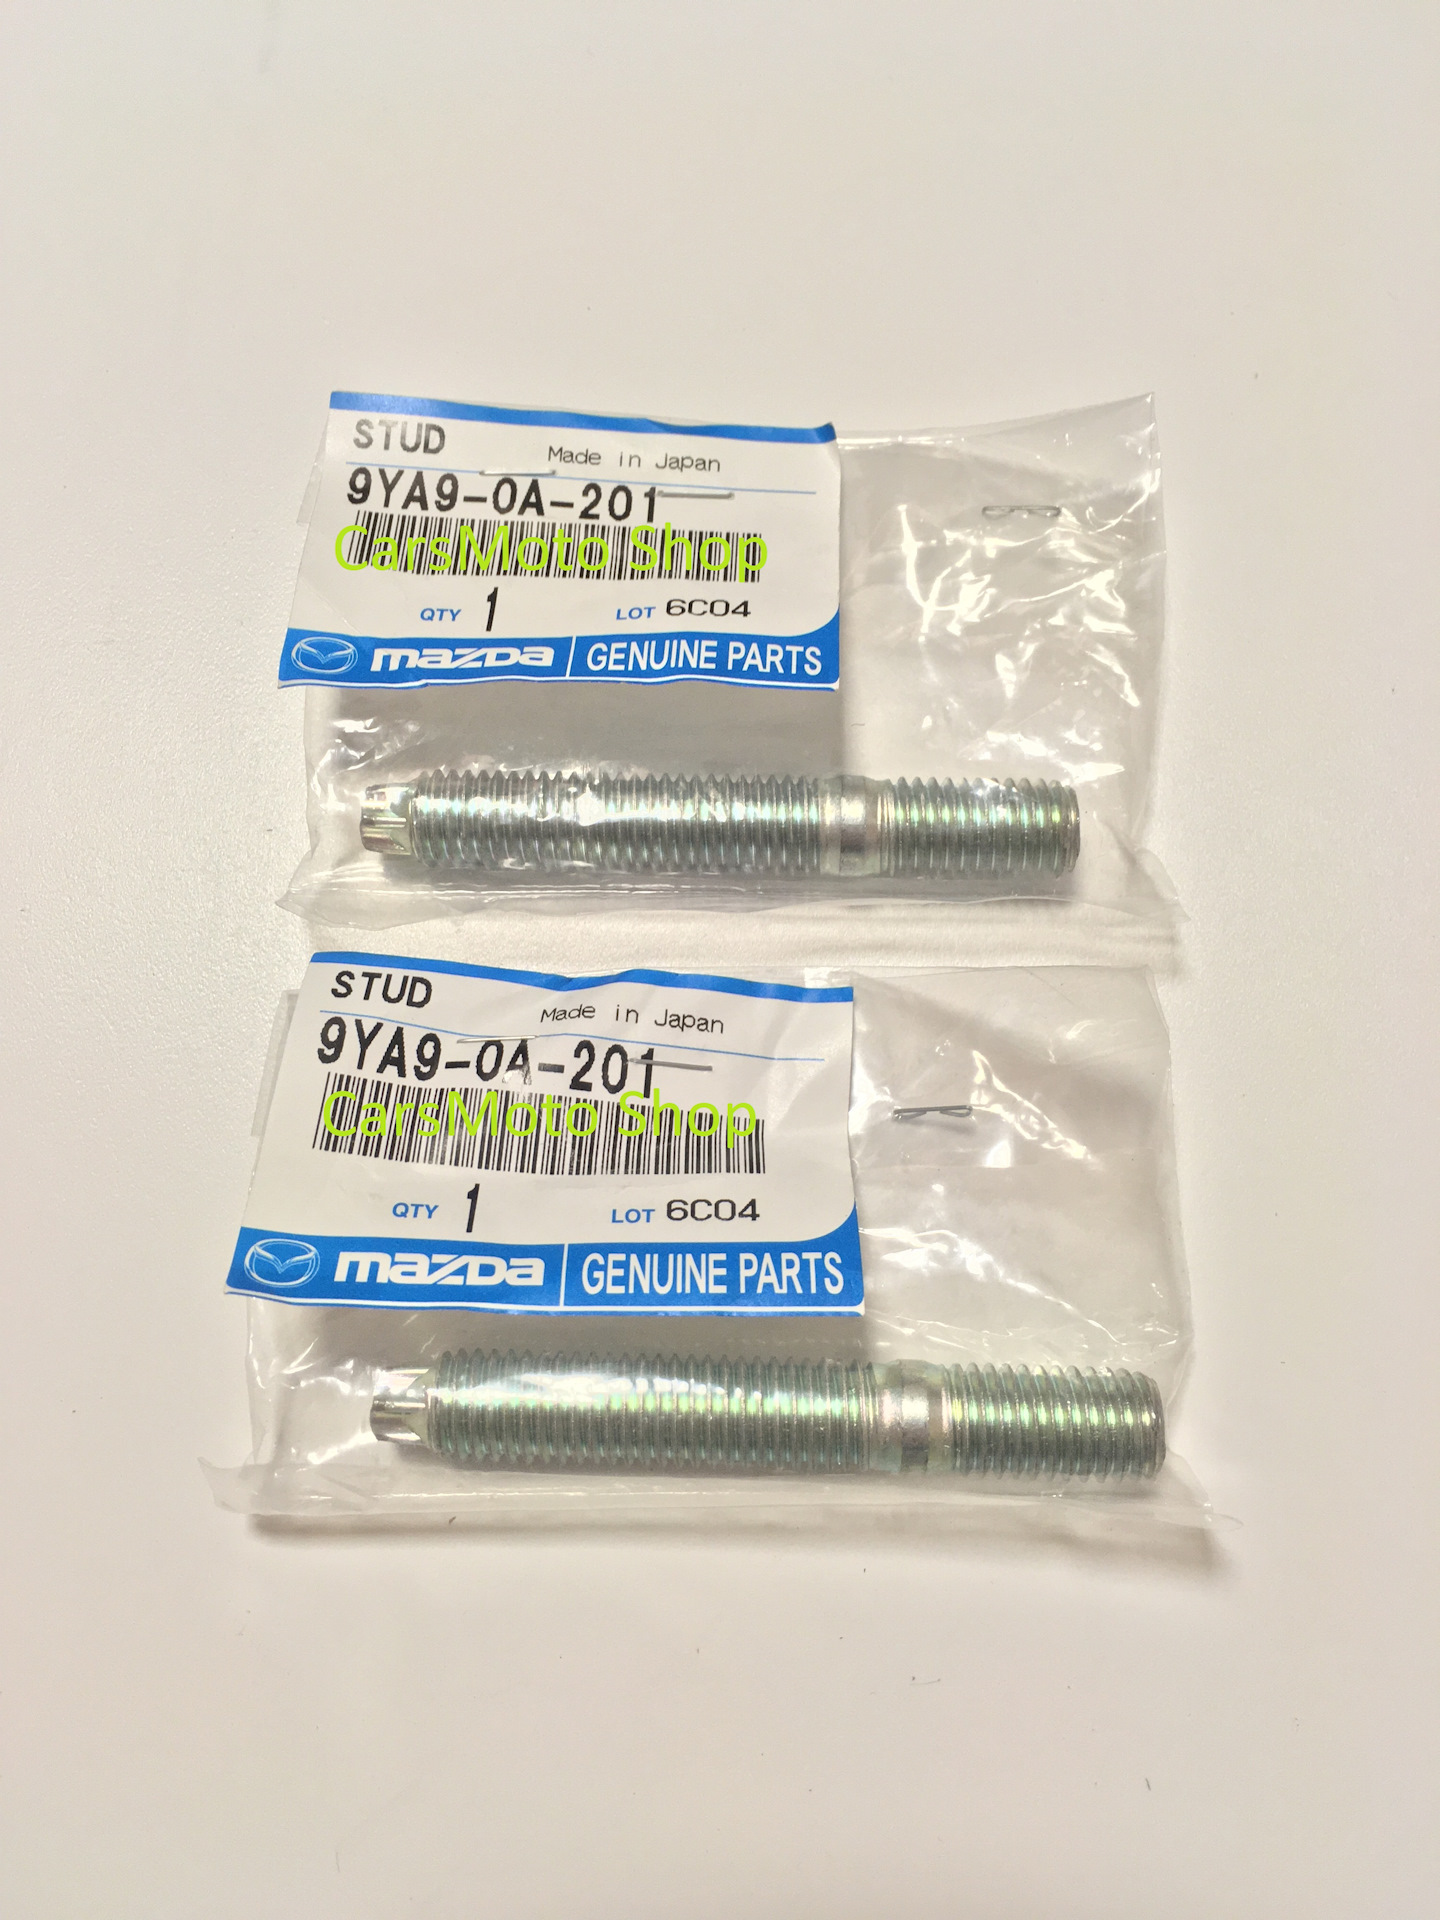 STUD
Made in Japan
9YA9-0A-201
CarsMoto Shop
QTY 1 LOT 6C04
mazda GENUINE PARTS
STUD
Made in Japan
9YA9-0A-201
CarsMoto Shop
QTY 1 LOT 6C04
mazda GENUINE PARTS